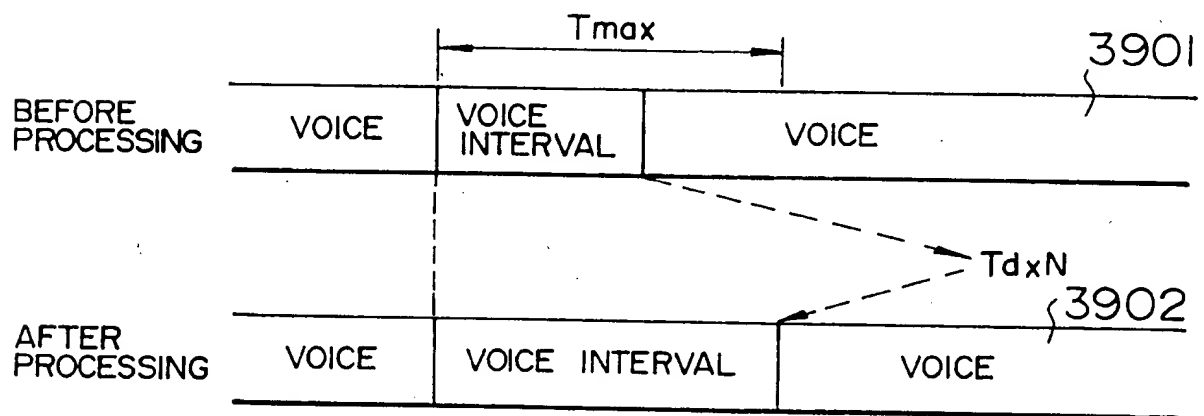 Tmax
3901
BEFORE
PROCESSING
VOICE
VOICE
INTERVAL
VOICE
TdxN
3902
AFTER
PROCESSING
VOICE
VOICE INTERVAL
VOICE